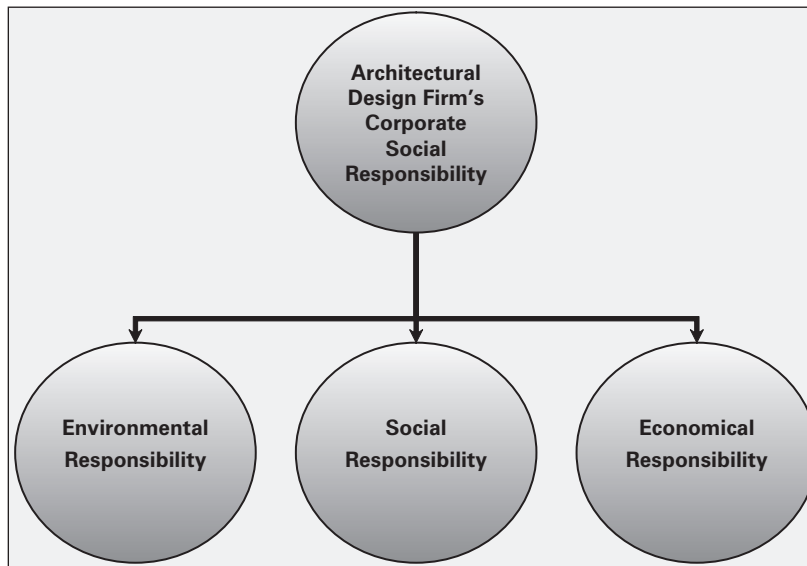 Architectural
Design Firm's
Corporate
Social
Responsibility
Environmental
Responsibility
Social
Responsibility
Economical
Responsibility